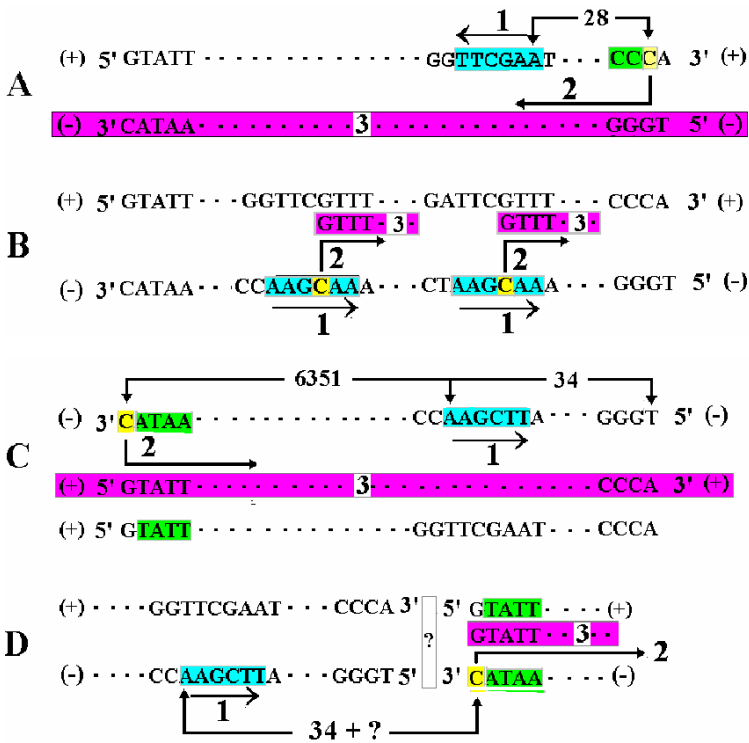 1 28
(+) 5' GTATT · · · · · · · · · · · · · · · · · GGTTCGAAT · · · CCCA 3' (+)
A
2
(-) 3'CATAA · · · · · · · · · · · 3 · · · · · · · · · · · · · · · GGGT 5' (-)
(+) 5' GTATT · · · GGTTCGTTT · · · GATTCGTTT · · · CCCA 3' (+)
GTTT · 3 · GTTT · 3 ·
B
2 2
(-) 3' CATAA · · · CCAAGCAAA · · · CTAAGCAAA · · · GGGT 5' (-)
1 1
6351 34
(-) 3'CATAA · · · · · · · · · · · · · · · CCAAGCTTA · · · GGGT 5' (-)
2 1
C
(+) 5' GTATT · · · · · · · · · · · 3 · · · · · · · · · · · · · · · CCCA 3' (+)
(+) 5' GTATT · · · · · · · · · · · · · · · GGTTCGAAT · · · CCCA
(+) · · · · GGTTCGAAT · · · CCCA 3' 5' GTATT · · · · (+)
? GTATT · · 3 · ·
D
2
(-) · · · · CCAAGCTTA · · · GGGT 5' 3' CATAA · · · · (-)
1
34 + ?